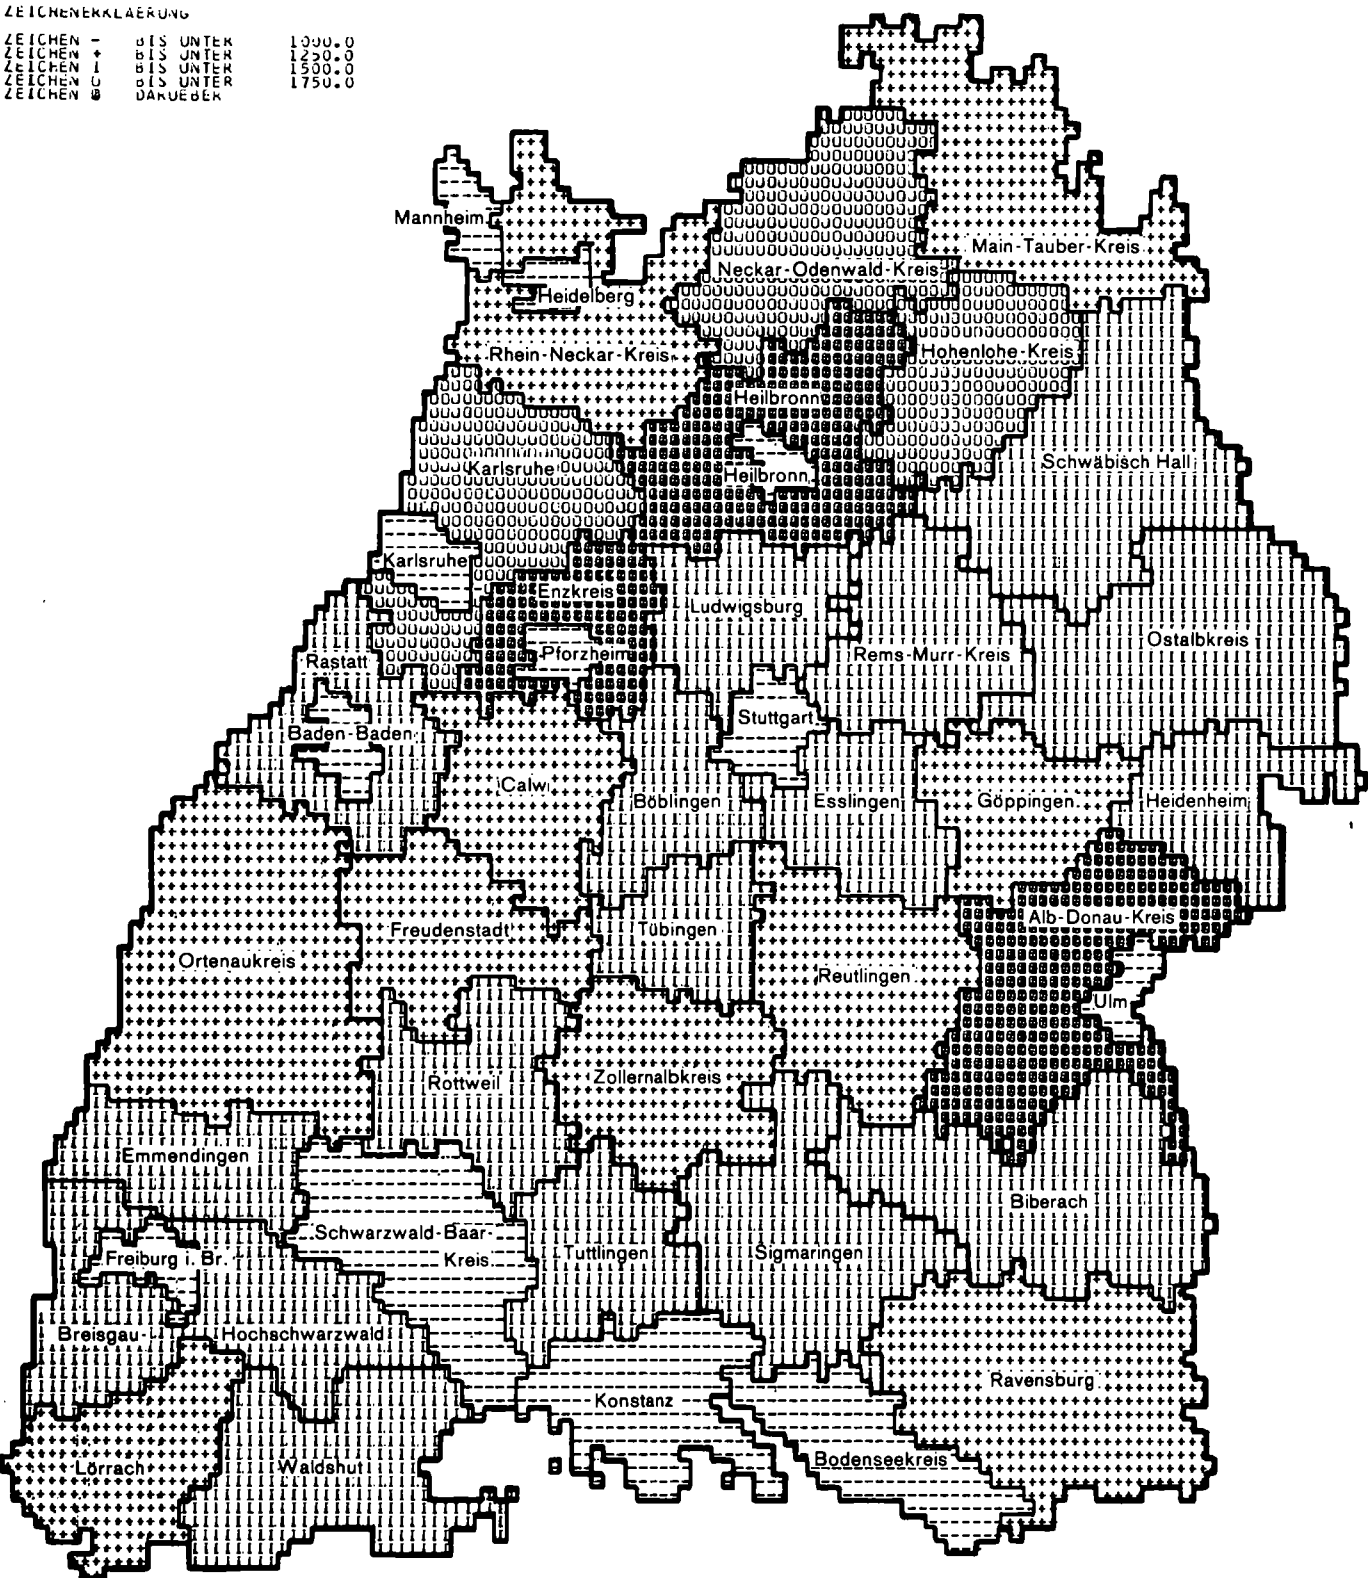 ZEICHENERKLAERUNG
ZEICHEN - BIS UNTER 1000.0
ZEICHEN + BIS UNTER 1250.0
ZEICHEN I BIS UNTER 1500.0
ZEICHEN O BIS UNTER 1750.0
ZEICHEN DARUEBER
Mannheim
Main-Tauber-Kreis
Neckar-Odenwald-Kreis
Heidelberg
Rhein-Neckar-Kreis
Hohenlohe-Kreis
Heilbronn
Schwäbisch Hall
Karlsruhe
Heilbronn
Karlsruhe
Enzkreis
Ludwigsburg
Ostalbkreis
Pforzheim
Rems-Murr-Kreis
Rastatt
Stuttgart
Baden-Baden
Calw
Böblingen
Esslingen
Göppingen
Heidenheim
Alb-Donau-Kreis
Freudenstadt
Tübingen
Ortenaukreis
Reutlingen
Ulm
Rottweil
Zollernalbkreis
Emmendingen
Biberach
Schwarzwald-Baar-
Kreis
Tuttlingen
Sigmaringen
Freiburg i. Br.
Breisgau-
Hochschwarzwald
Ravensburg
Konstanz
Bodenseekreis
Lörrach
Waldshut